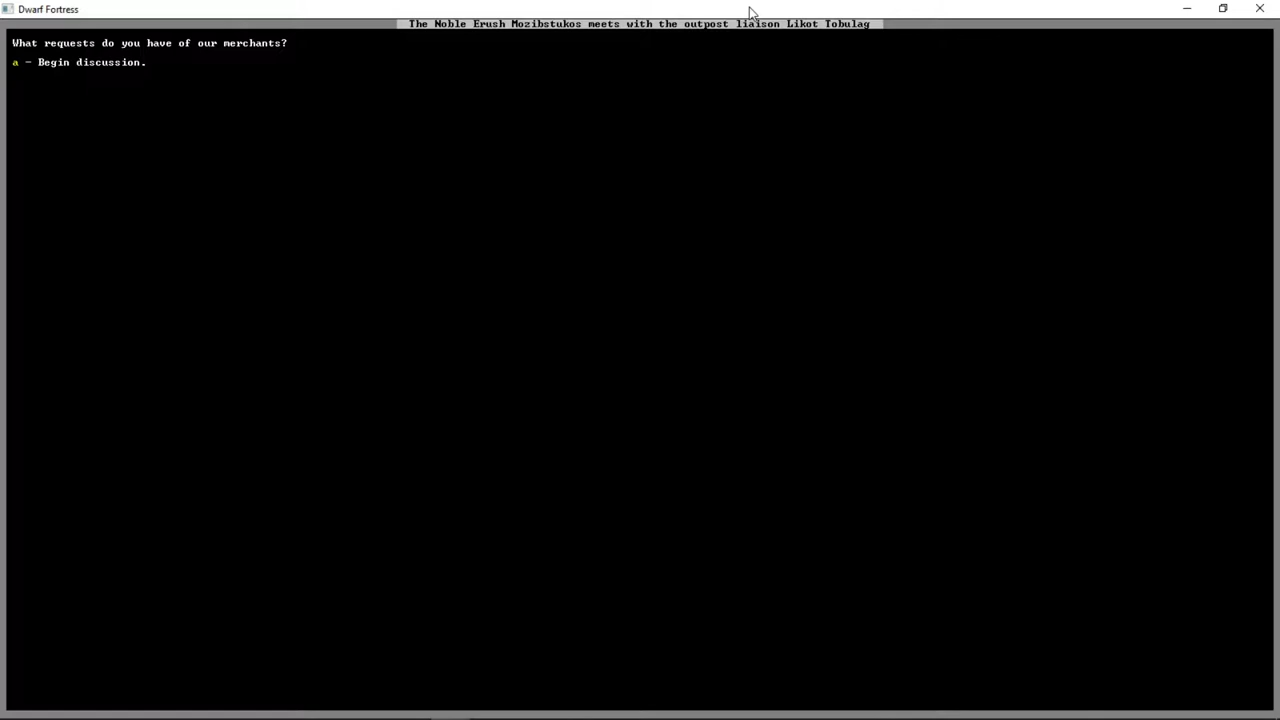 Dwarf Fortress
The Noble Erush Mozibstukos meets with the outpost liaison Likot Tobulag
What requests do you have of our merchants?
a - Begin discussion.